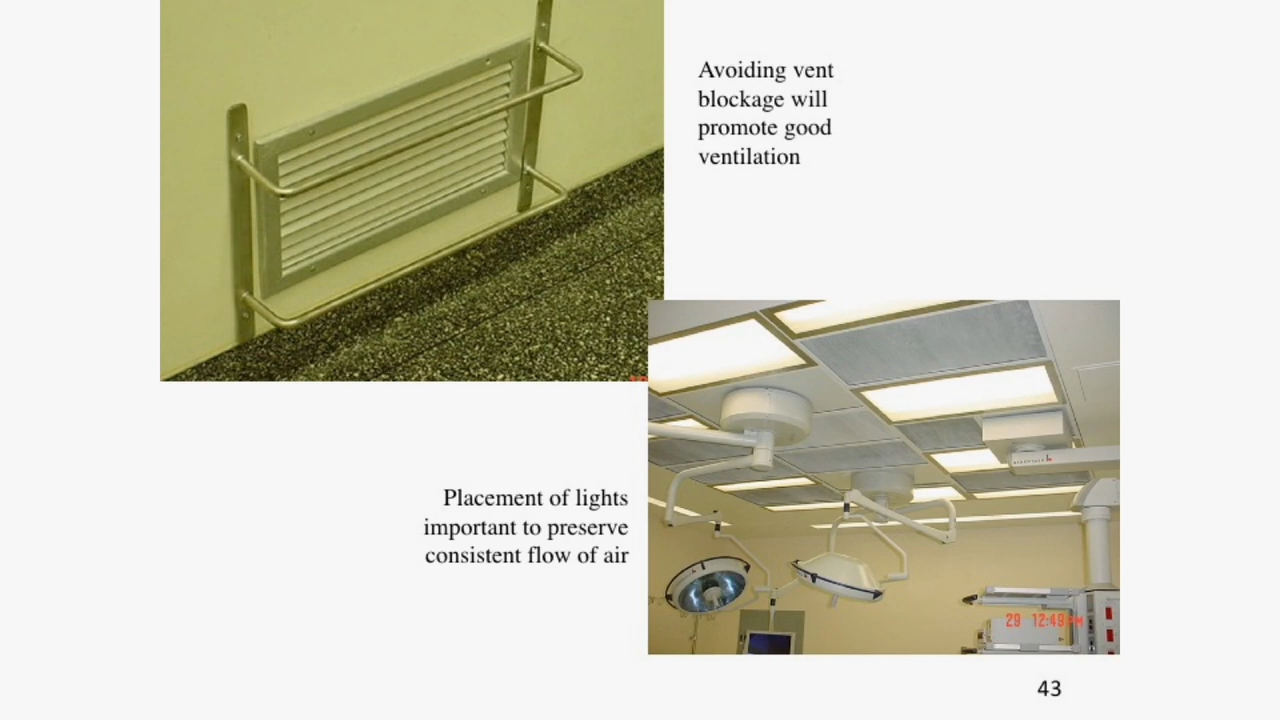 Avoiding vent
blockage will
promote good
ventilation
Placement of lights
important to preserve
consistent flow of air
29 12:49PM
43